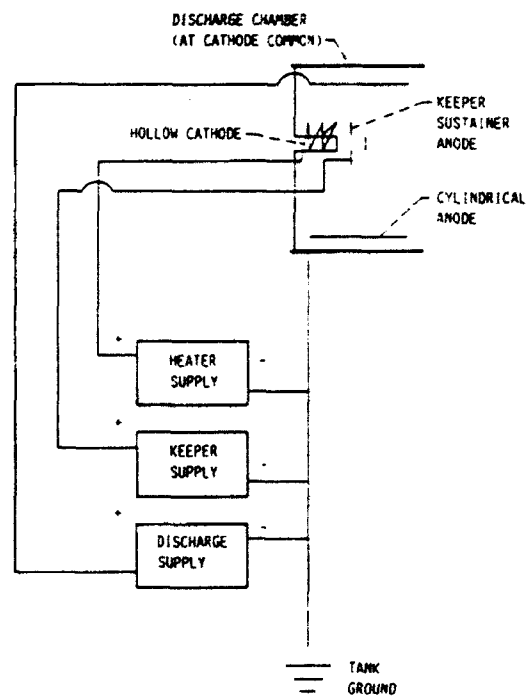 DISCHARGE CHAMBER
(AT CATHODE COMMON)
KEEPER
SUSTAINER
ANODE
HOLLOW CATHODE
CYLINDRICAL
ANODE
+
HEATER
SUPPLY
-
+
KEEPER
SUPPLY
-
+
DISCHARGE
SUPPLY
-
TANK
GROUND